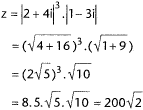 z = |2+4i|³.|1−3i|
= (√4+16)³.(√1+9)
= (2√5)³.√10
= 8.5.√5.√10 = 200√2